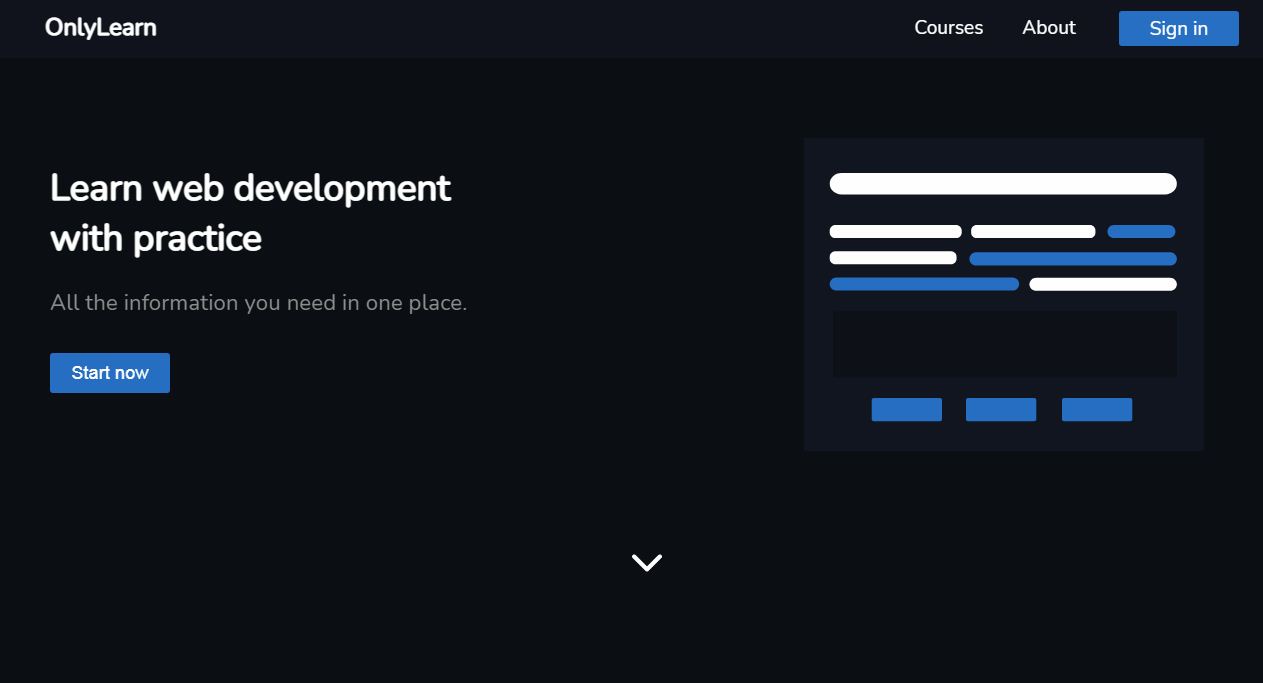 OnlyLearn
Courses
About
Sign in
Learn web development
with practice
All the information you need in one place.
Start now